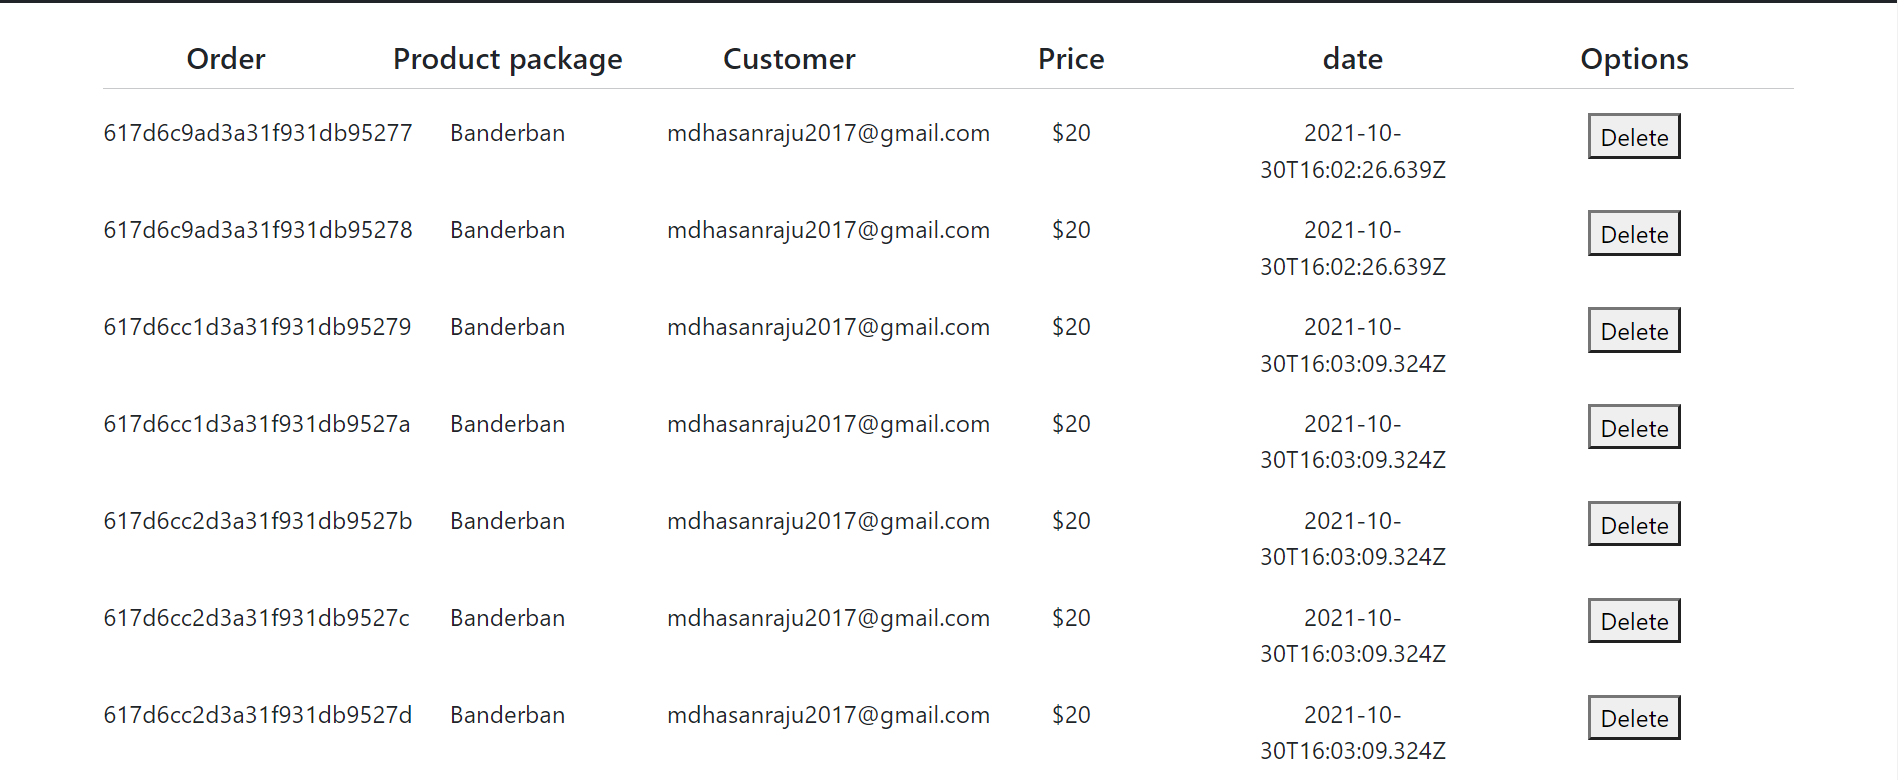 Order Product package Customer Price date Options
617d6c9ad3a31f931db95277 Banderban mdhasanraju2017@gmail.com $20 2021-10- Delete
30T16:02:26.639Z
617d6c9ad3a31f931db95278 Banderban mdhasanraju2017@gmail.com $20 2021-10- Delete
30T16:02:26.639Z
617d6cc1d3a31f931db95279 Banderban mdhasanraju2017@gmail.com $20 2021-10- Delete
30T16:03:09.324Z
617d6cc1d3a31f931db9527a Banderban mdhasanraju2017@gmail.com $20 2021-10- Delete
30T16:03:09.324Z
617d6cc2d3a31f931db9527b Banderban mdhasanraju2017@gmail.com $20 2021-10- Delete
30T16:03:09.324Z
617d6cc2d3a31f931db9527c Banderban mdhasanraju2017@gmail.com $20 2021-10- Delete
30T16:03:09.324Z
617d6cc2d3a31f931db9527d Banderban mdhasanraju2017@gmail.com $20 2021-10- Delete
30T16:03:09.324Z